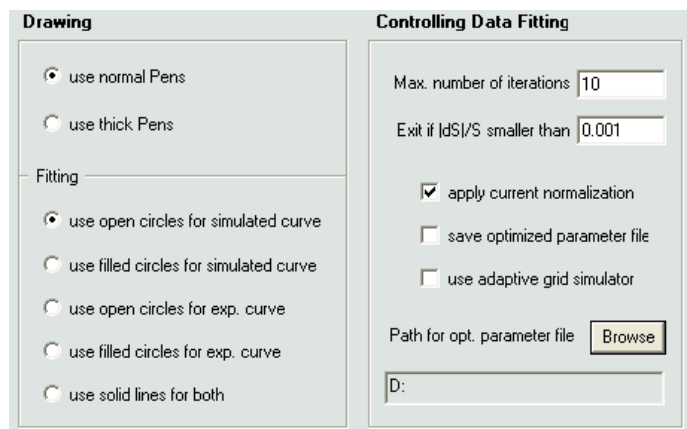 Drawing
use normal Pens
use thick Pens
Fitting
use open circles for simulated curve
use filled circles for simulated curve
use open circles for exp. curve
use filled circles for exp. curve
use solid lines for both
Controlling Data Fitting
Max. number of iterations 10
Exit if |dS|/S smaller than 0.001
apply current normalization
save optimized parameter file
use adaptive grid simulator
Path for opt. parameter file Browse
D: